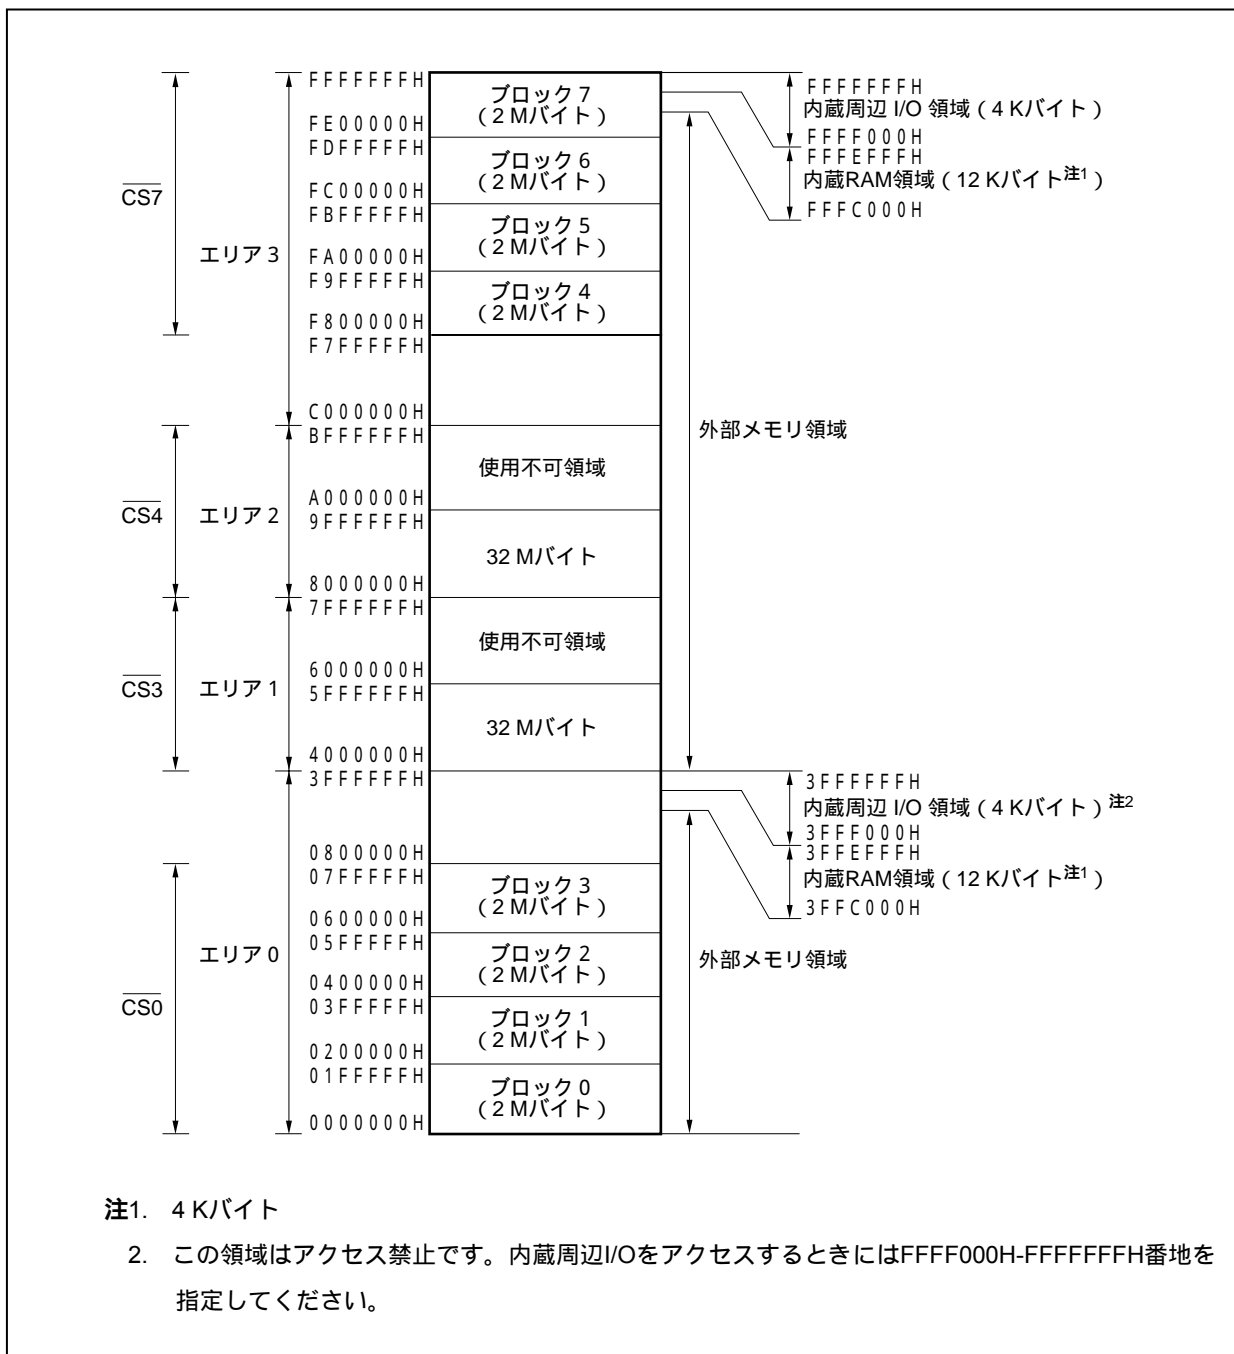 FFFFFFFH
ブロック 7
（2 Mバイト）
FE00000H
FDFFFFFH
ブロック 6
（2 Mバイト）
FC00000H
FBFFFFFH
ブロック 5
（2 Mバイト）
FA00000H
F9FFFFFH
ブロック 4
（2 Mバイト）
F800000H
F7FFFFFH
C000000H
BFFFFFFH
使用不可領域
A000000H
9FFFFFFH
32 Mバイト
8000000H
7FFFFFFH
使用不可領域
6000000H
5FFFFFFH
32 Mバイト
4000000H
3FFFFFFH
0800000H
07FFFFFH
ブロック 3
（2 Mバイト）
0600000H
05FFFFFH
ブロック 2
（2 Mバイト）
0400000H
03FFFFFH
ブロック 1
（2 Mバイト）
0200000H
01FFFFFH
ブロック 0
（2 Mバイト）
0000000H
CS7
エリア 3
CS4
エリア 2
CS3
エリア 1
エリア 0
CS0
FFFFFFFH
内蔵周辺 I/O 領域（4 Kバイト）
FFFF000H
FFFEFFFH
内蔵RAM領域（12 Kバイト注1）
FFFC000H
外部メモリ領域
3FFFFFFH
内蔵周辺 I/O 領域（4 Kバイト）注2
3FFF000H
3FFEFFFH
内蔵RAM領域（12 Kバイト注1）
3FFC000H
外部メモリ領域
注1. 4 Kバイト
2. この領域はアクセス禁止です。内蔵周辺I/OをアクセスするときにはFFFF000H-FFFFFFFH番地を
指定してください。